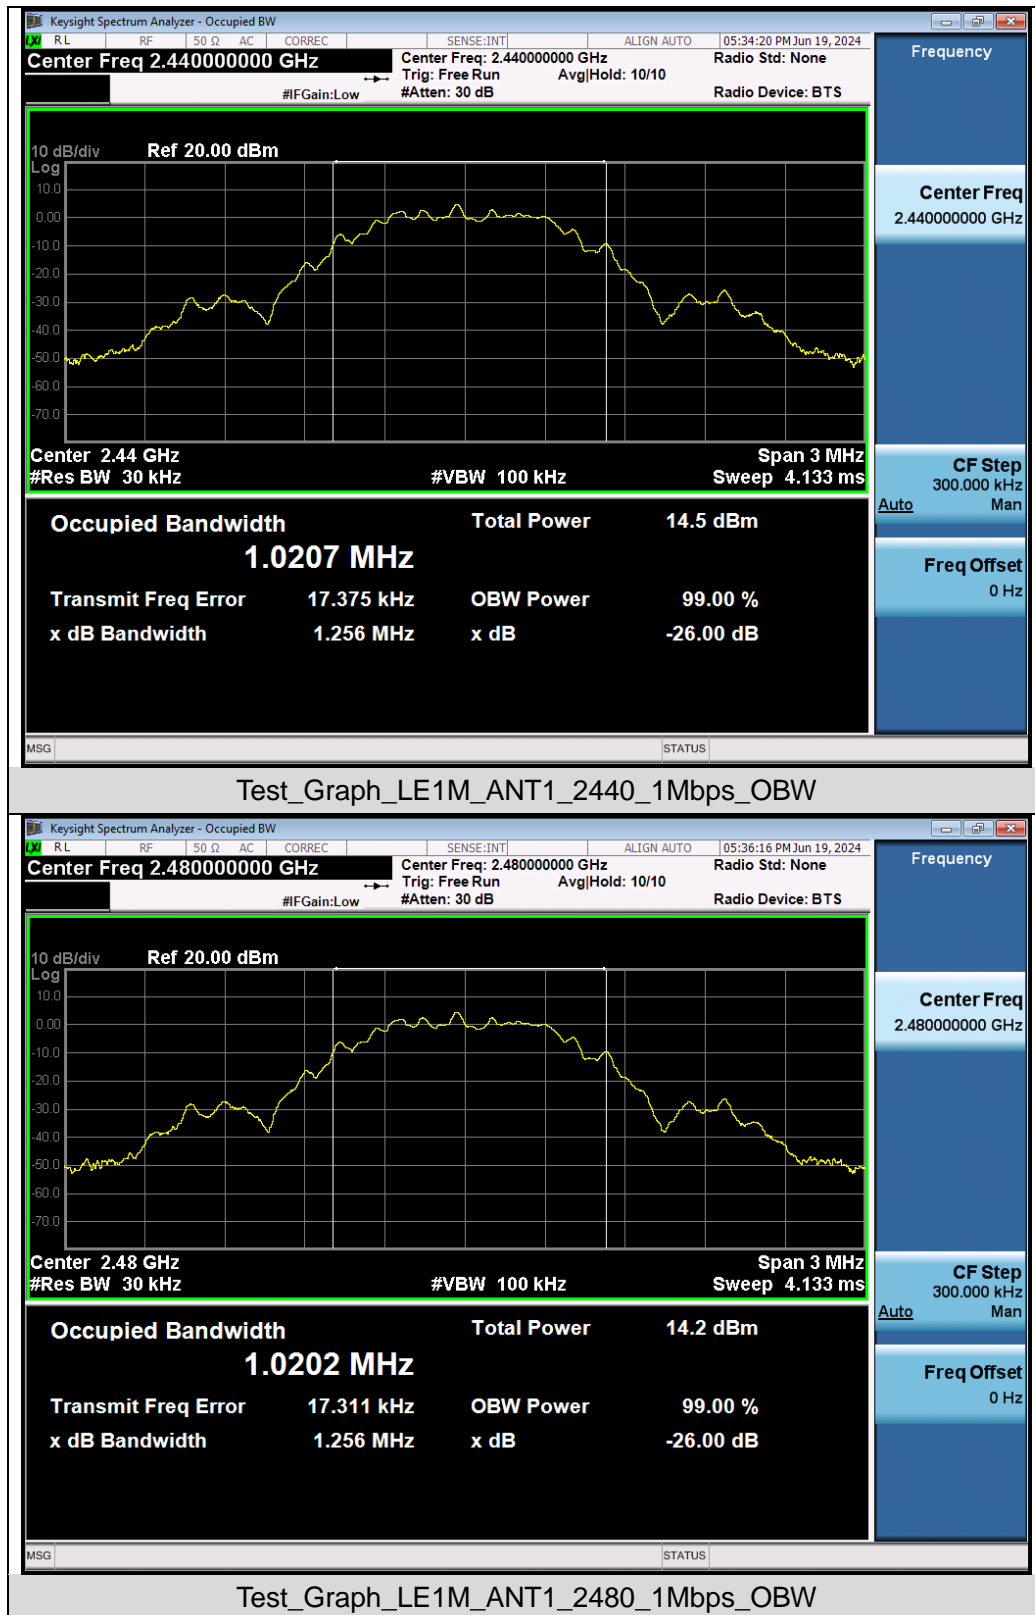 Keysight Spectrum Analyzer - Occupied BW
LXI RL RF 50 Ω AC CORREC SENSE:INT ALIGN AUTO 05:34:20 PM Jun 19, 2024
Center Freq 2.440000000 GHz
Center Freq: 2.440000000 GHz Radio Std: None
Trig: Free Run Avg|Hold: 10/10
#IFGain:Low #Atten: 30 dB Radio Device: BTS
Frequency
10 dB/div Ref 20.00 dBm
Log
10.0
0.00
-10.0
-20.0
-30.0
-40.0
-50.0
-60.0
-70.0
Center Freq
2.440000000 GHz
Center 2.44 GHz Span 3 MHz
#Res BW 30 kHz #VBW 100 kHz Sweep 4.133 ms
CF Step
300.000 kHz
Auto Man
Occupied Bandwidth Total Power 14.5 dBm
1.0207 MHz
Transmit Freq Error 17.375 kHz OBW Power 99.00 %
x dB Bandwidth 1.256 MHz x dB -26.00 dB
Freq Offset
0 Hz
MSG STATUS
Test_Graph_LE1M_ANT1_2440_1Mbps_OBW
Keysight Spectrum Analyzer - Occupied BW
LXI RL RF 50 Ω AC CORREC SENSE:INT ALIGN AUTO 05:36:16 PM Jun 19, 2024
Center Freq 2.480000000 GHz
Center Freq: 2.480000000 GHz Radio Std: None
Trig: Free Run Avg|Hold: 10/10
#IFGain:Low #Atten: 30 dB Radio Device: BTS
Frequency
10 dB/div Ref 20.00 dBm
Log
10.0
0.00
-10.0
-20.0
-30.0
-40.0
-50.0
-60.0
-70.0
Center Freq
2.480000000 GHz
Center 2.48 GHz Span 3 MHz
#Res BW 30 kHz #VBW 100 kHz Sweep 4.133 ms
CF Step
300.000 kHz
Auto Man
Occupied Bandwidth Total Power 14.2 dBm
1.0202 MHz
Transmit Freq Error 17.311 kHz OBW Power 99.00 %
x dB Bandwidth 1.256 MHz x dB -26.00 dB
Freq Offset
0 Hz
MSG STATUS
Test_Graph_LE1M_ANT1_2480_1Mbps_OBW